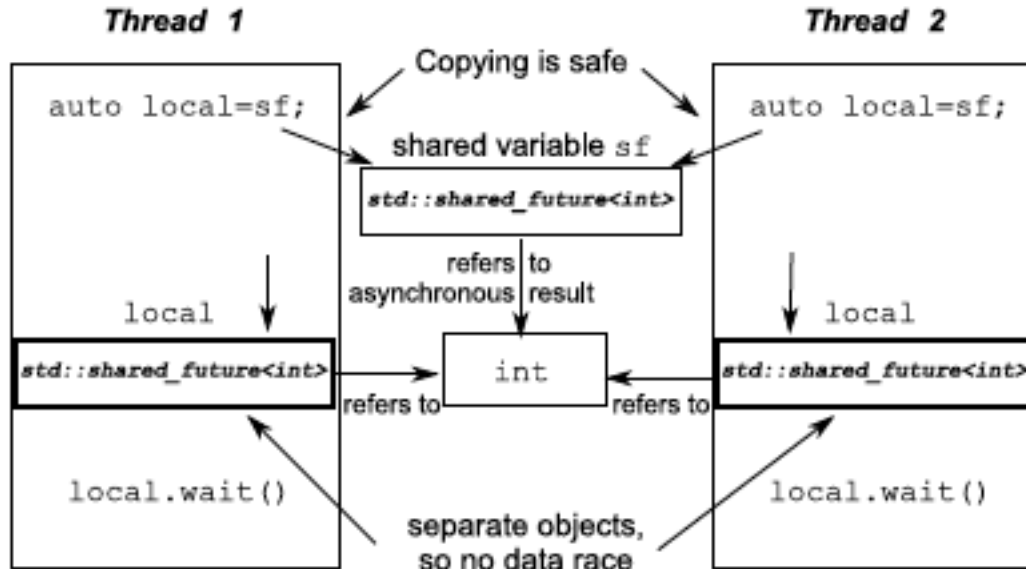 Thread 1
Thread 2
Copying is safe
auto local=sf;
auto local=sf;
shared variable sf
std::shared_future<int>
refers to
asynchronous result
local
local
std::shared_future<int>
int
std::shared_future<int>
refers to
refers to
local.wait()
local.wait()
separate objects,
so no data race